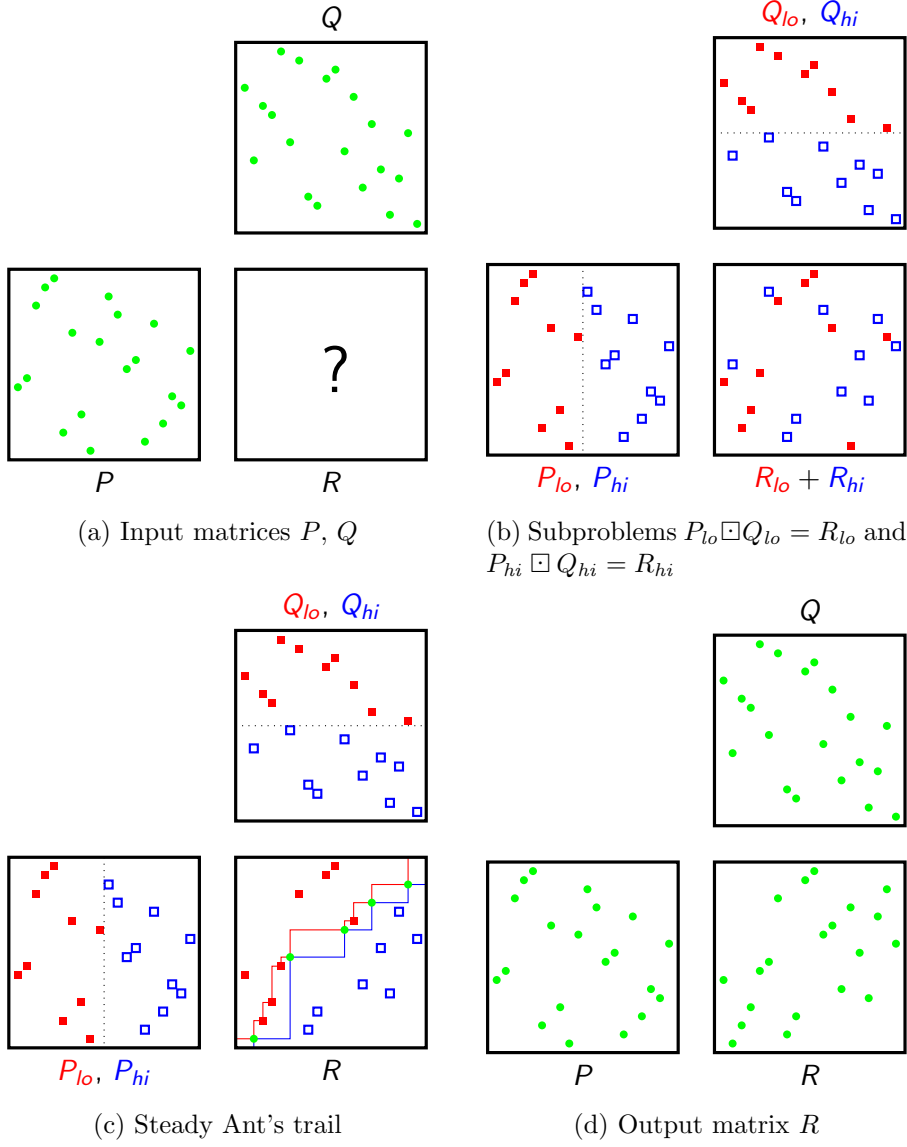 Q
Q_lo, Q_hi
?
P
R
P_lo, P_hi
R_lo + R_hi
(a) Input matrices P, Q
(b) Subproblems P_lo ⊡ Q_lo = R_lo and
P_hi ⊡ Q_hi = R_hi
Q_lo, Q_hi
Q
P_lo, P_hi
R
P
R
(c) Steady Ant's trail
(d) Output matrix R